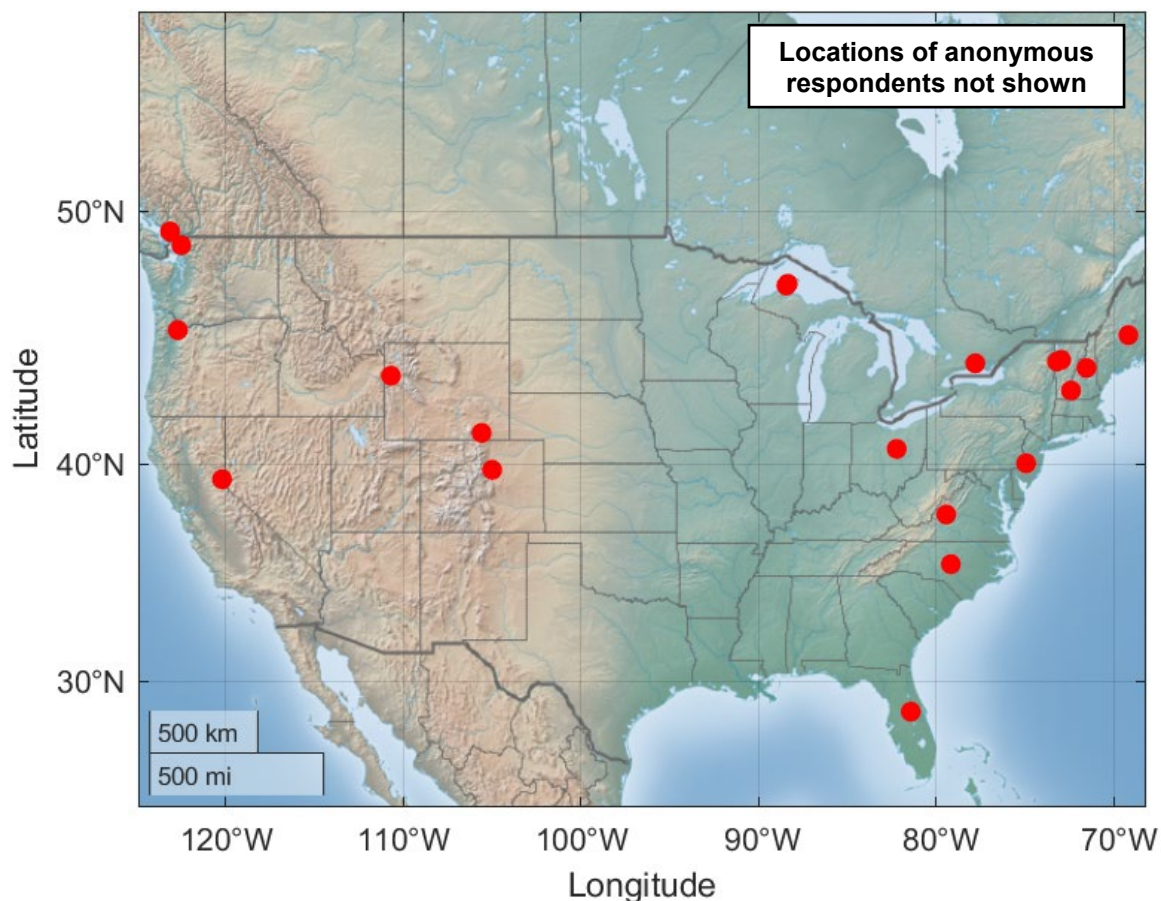 Locations of anonymous
respondents not shown
50°N
40°N
30°N
Latitude
500 km
500 mi
120°W 110°W 100°W 90°W 80°W 70°W
Longitude